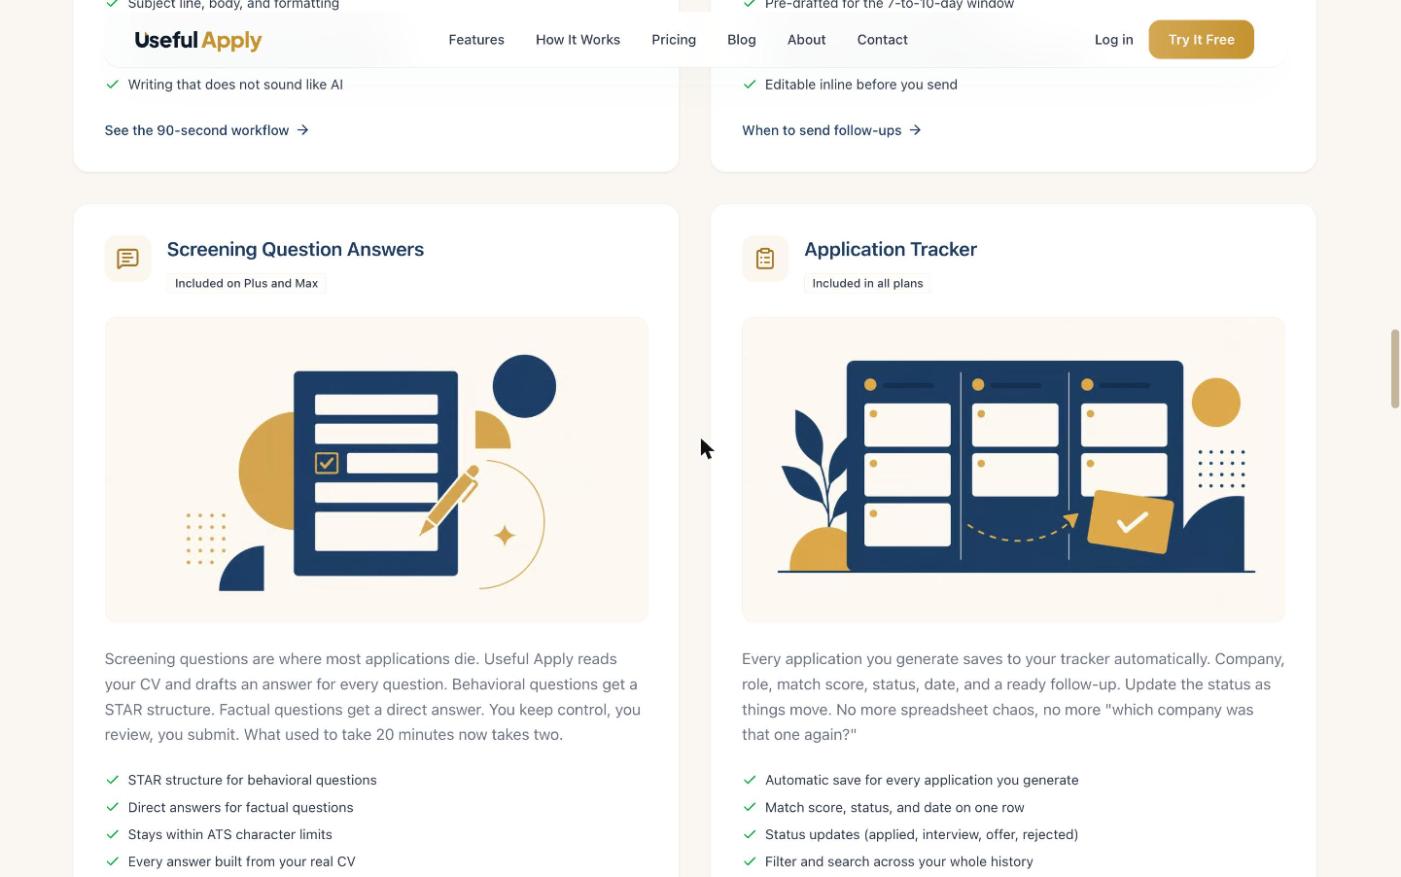 Subject line, body, and formatting
Pre-drafted for the 7-to-10-day window
Useful Apply
Features
How It Works
Pricing
Blog
About
Contact
Log in
Try It Free
Writing that does not sound like AI
See the 90-second workflow →
Editable inline before you send
When to send follow-ups →
Screening Question Answers
Included on Plus and Max
Screening questions are where most applications die. Useful Apply reads
your CV and drafts an answer for every question. Behavioral questions get a
STAR structure. Factual questions get a direct answer. You keep control, you
review, you submit. What used to take 20 minutes now takes two.
STAR structure for behavioral questions
Direct answers for factual questions
Stays within ATS character limits
Every answer built from your real CV
Application Tracker
Included in all plans
Every application you generate saves to your tracker automatically. Company,
role, match score, status, date, and a ready follow-up. Update the status as
things move. No more spreadsheet chaos, no more "which company was
that one again?"
Automatic save for every application you generate
Match score, status, and date on one row
Status updates (applied, interview, offer, rejected)
Filter and search across your whole history